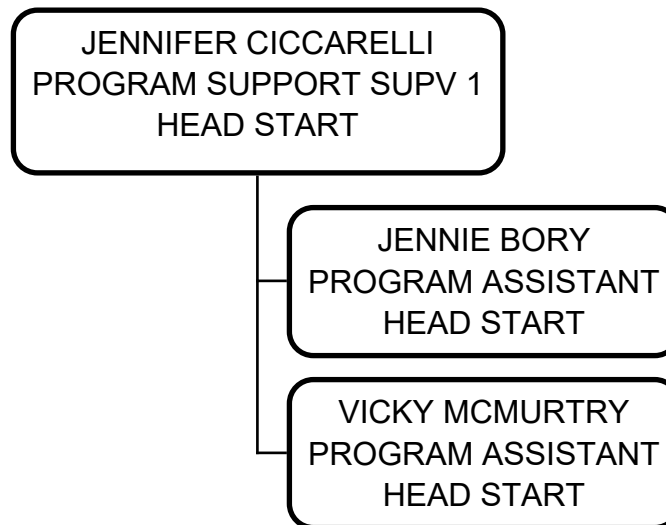 JENNIFER CICCARELLI
PROGRAM SUPPORT SUPV 1
HEAD START
JENNIE BORY
PROGRAM ASSISTANT
HEAD START
VICKY MCMURTRY
PROGRAM ASSISTANT
HEAD START